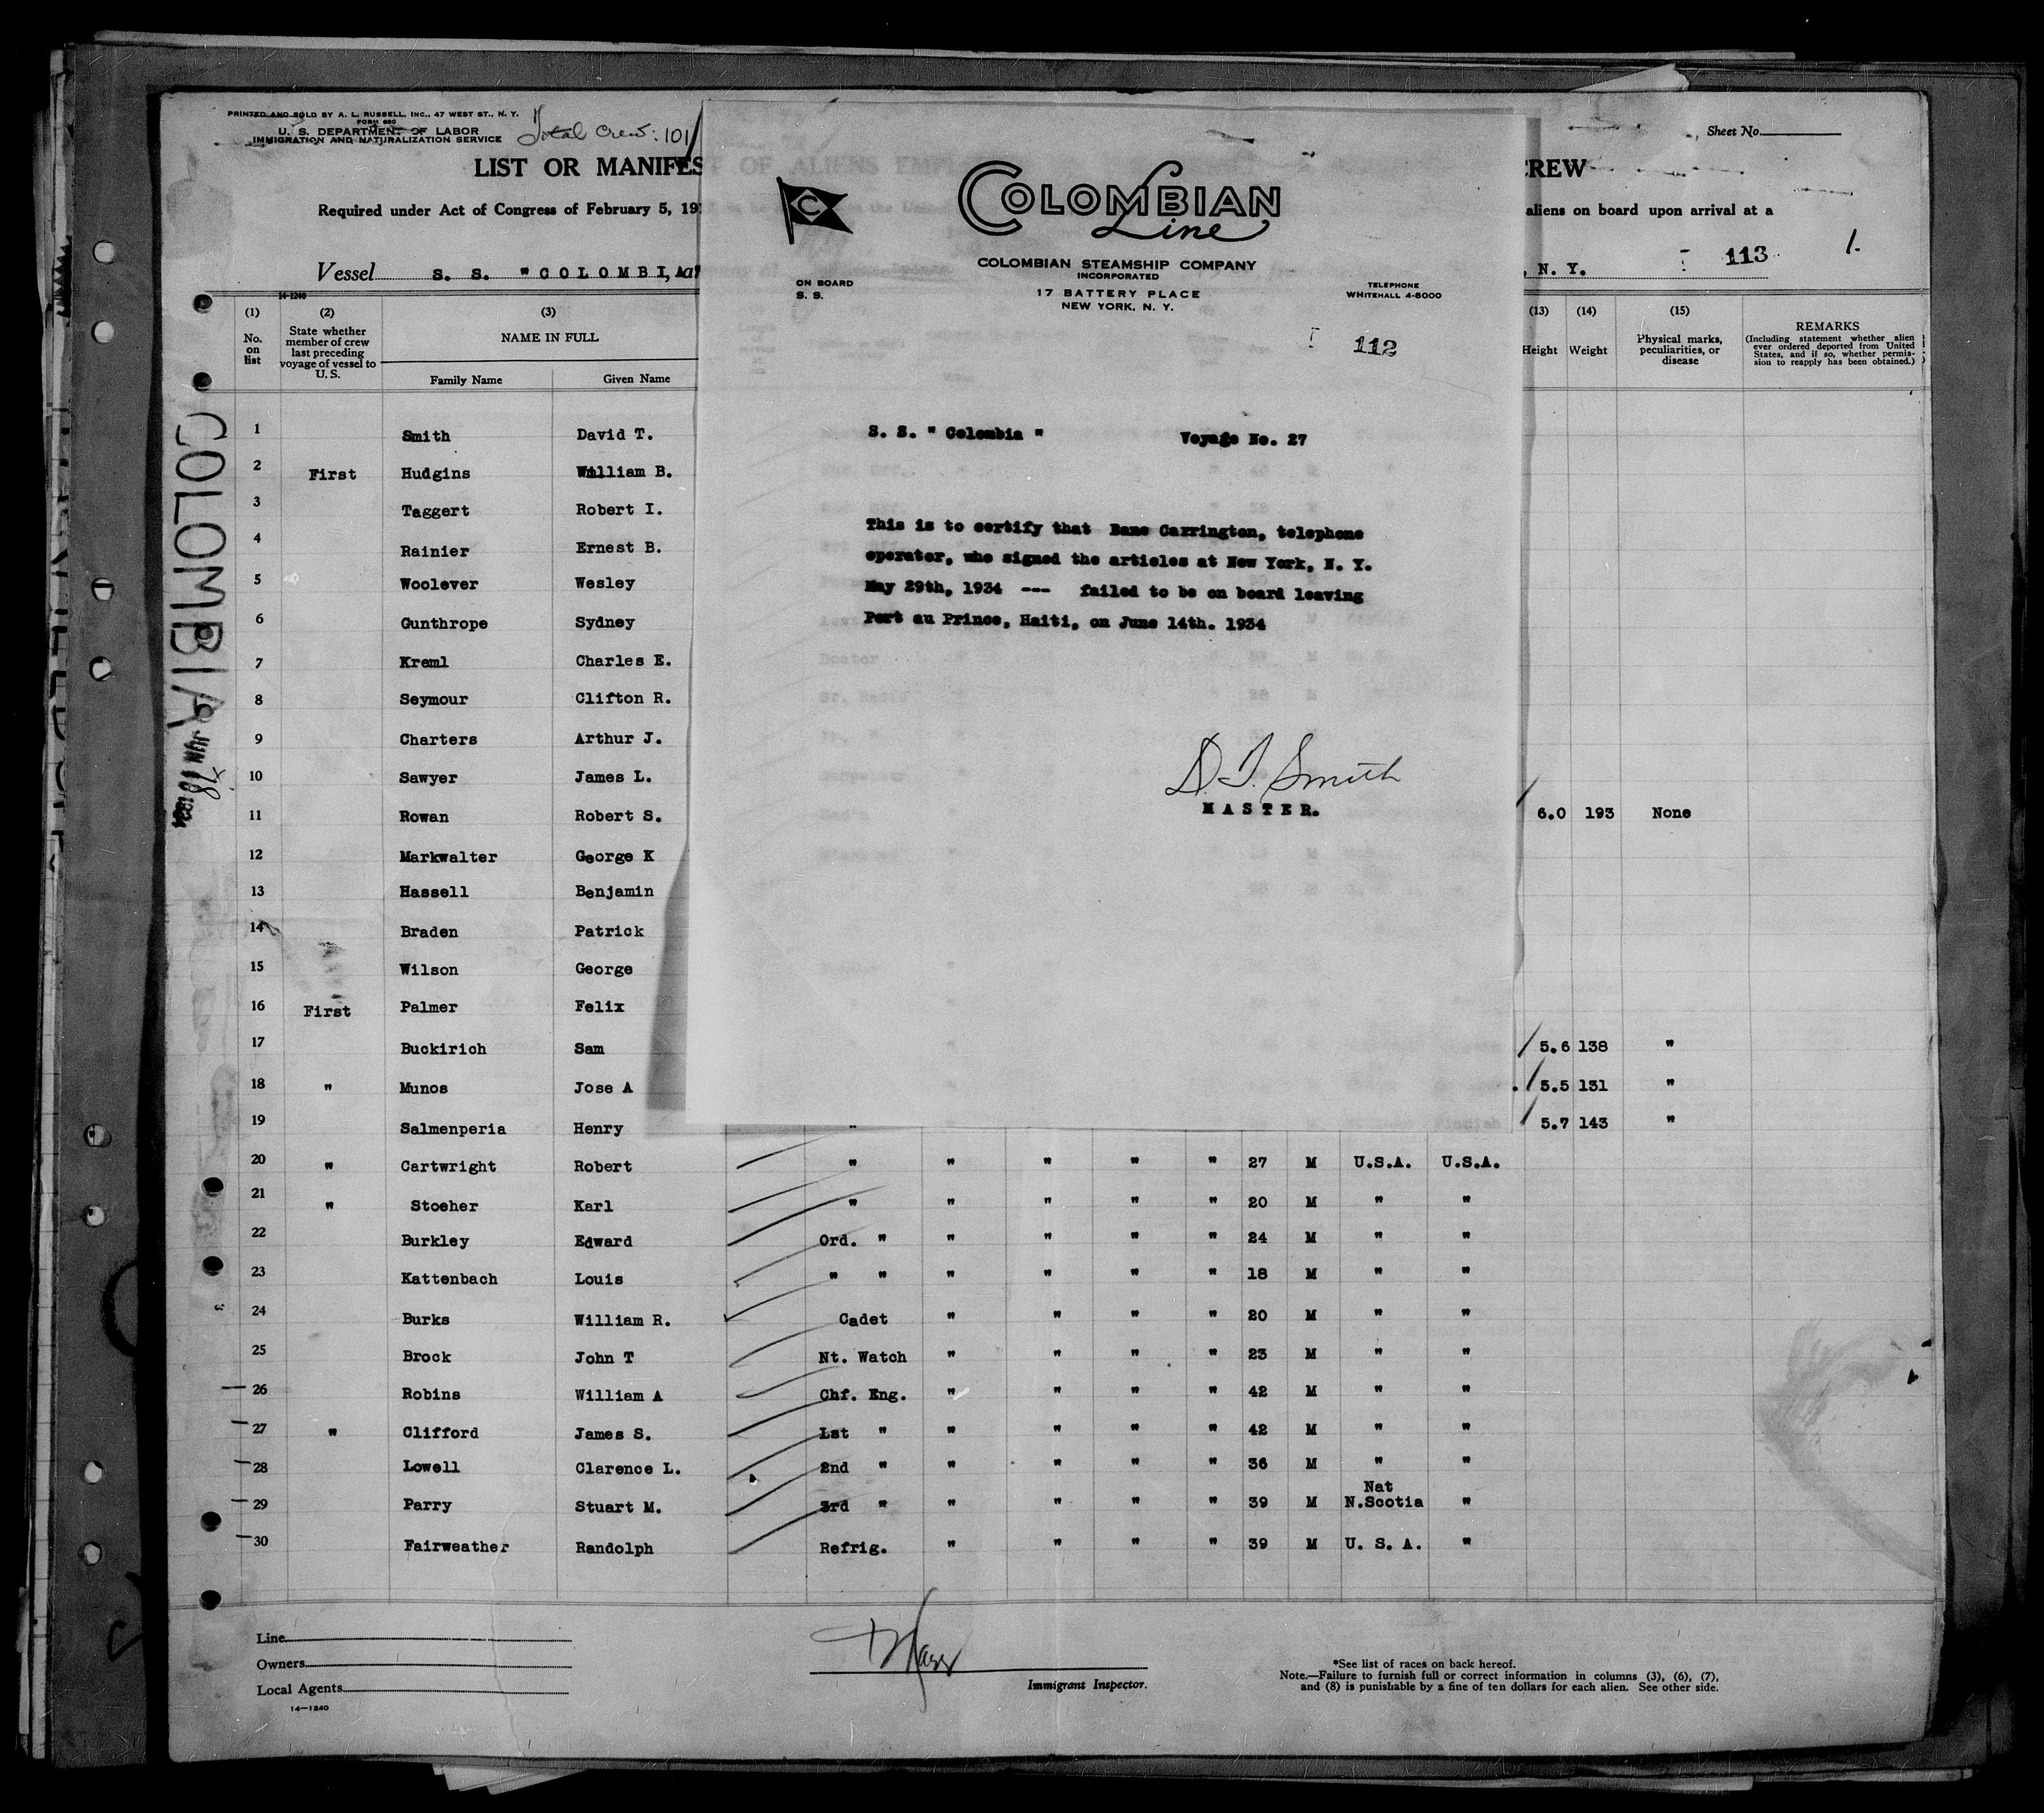 PRINTED AND SOLD BY A. L. RUSSELL, INC., 47 WEST ST., N. Y.
FORM 680
U. S. DEPARTMENT OF LABOR
IMMIGRATION AND NATURALIZATION SERVICE
Total Crew: 101
Sheet No.
LIST OR MANIFEST OF ALIENS CREW
Required under Act of Congress of February 5, 19 aliens on board upon arrival at a
Vessel S. S. "COLOMBIA , N. Y. 113 1.
14-1240
(1) (2) (3) (13) (14) (15)
No. on list
State whether member of crew last preceding voyage of vessel to U. S.
NAME IN FULL
Family Name Given Name
Height Weight
Physical marks, peculiarities, or disease
REMARKS
(Including statement whether alien ever ordered deported from United States, and if so, whether permission to reapply has been obtained.)
COLOMBIA
COLOMBIAN
Line
COLOMBIAN STEAMSHIP COMPANY
INCORPORATED
17 BATTERY PLACE
NEW YORK, N. Y.
ON BOARD
S. S.
TELEPHONE
WHITEHALL 4-8000
112
S. S. " Colombia " Voyage No. 27
This is to certify that Bane Carrington, telephone
operator, who signed the articles at New York, N. Y.
May 29th, 1934 --- failed to be on board leaving
Port au Prince, Haiti, on June 14th. 1934
D. T. Smith
MASTER.
1 Smith David T.
2 First Hudgins William B.
3 Taggert Robert I.
4 Rainier Ernest B.
5 Woolever Wesley
6 Gunthrope Sydney
7 Kreml Charles E.
8 Seymour Clifton R.
9 Charters Arthur J.
10 Sawyer James L.
11 Rowan Robert S. 6.0 193 None
12 Markwalter George K
13 Hassell Benjamin
14 Braden Patrick
15 Wilson George
16 First Palmer Felix
17 Buckirich Sam 5.6 138 "
18 " Munos Jose A 5.5 131 "
19 Salmenperia Henry " 5.7 143 "
20 " Cartwright Robert " " " " " 27 M U.S.A. U.S.A.
21 " Stoeher Karl " " " " " 20 M " "
22 Burkley Edward Ord. " " " " " 24 M " "
23 Kattenbach Louis " " " " " " 18 M " "
24 Burks William R. Cadet " " " " 20 M " "
25 Brock John T Nt. Watch " " " " 23 M " "
26 Robins William A Chf. Eng. " " " " 42 M " "
27 " Clifford James S. 1st " " " " " 42 M " "
28 Lowell Clarence L. 2nd " " " " " 36 M " "
29 Parry Stuart M. 3rd " " " " " 39 M Nat N.Scotia "
30 Fairweather Randolph Refrig. " " " " 39 M U. S. A. "
Line
Owners
Local Agents
14—1240
Immigrant Inspector.
*See list of races on back hereof.
Note.—Failure to furnish full or correct information in columns (3), (6), (7),
and (8) is punishable by a fine of ten dollars for each alien. See other side.